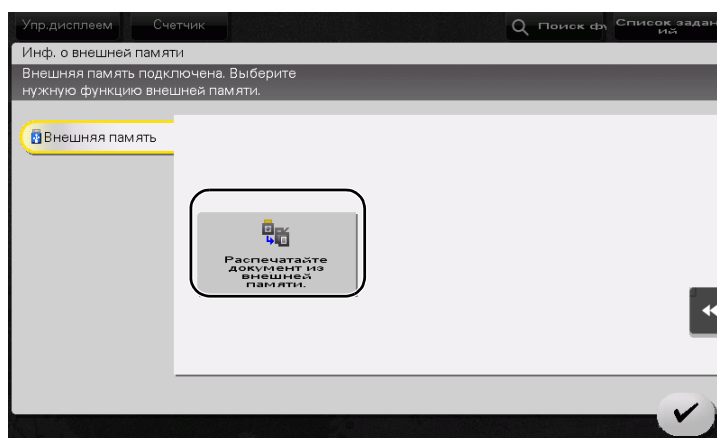 Упр.дисплеем
Счетчик
Поиск фу
Список задан
ий
Инф. о внешней памяти
Внешняя память подключена. Выберите
нужную функцию внешней памяти.
Внешняя память
Распечатайте
документ из
внешней
памяти.